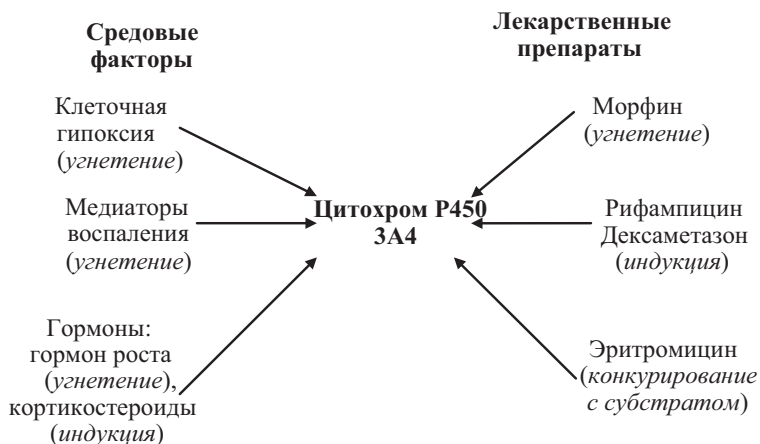 Средовые
факторы
Клеточная
гипоксия
(угнетение)
Медиаторы
воспаления
(угнетение)
Гормоны:
гормон роста
(угнетение),
кортикостероиды
(индукция)
Цитохром Р450
3А4
Лекарственные
препараты
Морфин
(угнетение)
Рифампицин
Дексаметазон
(индукция)
Эритромицин
(конкурирование
с субстратом)